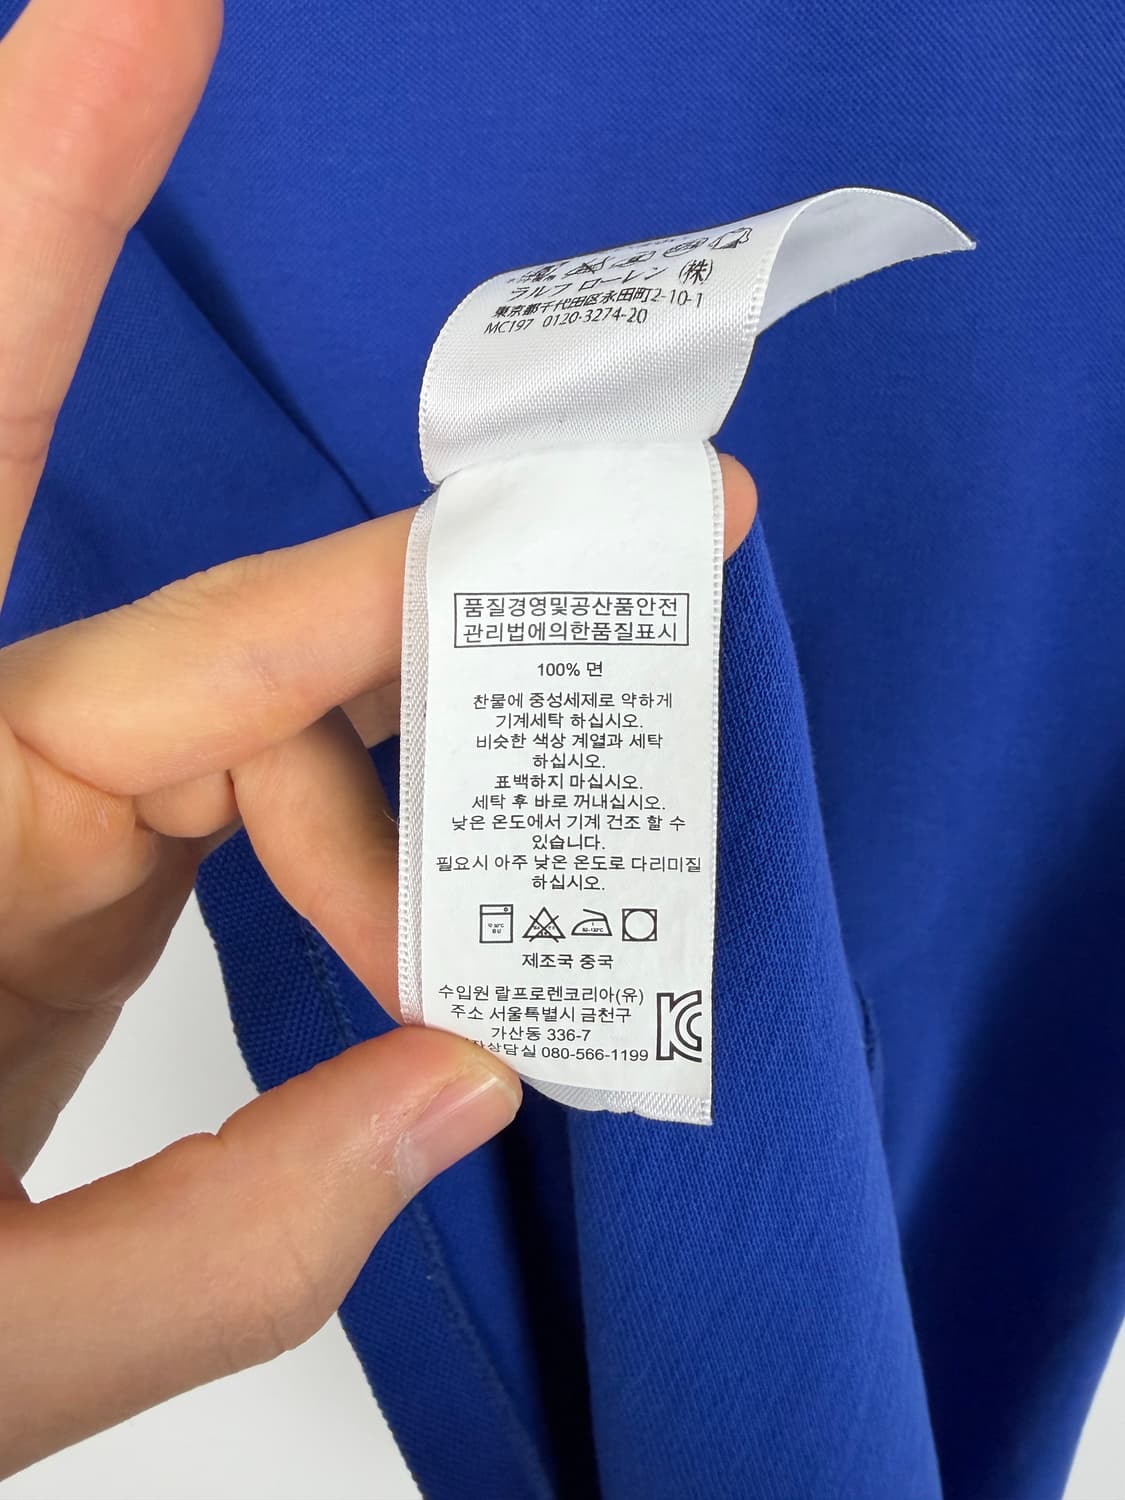 ラルフ ローレン (株)
東京都千代田区永田町2-10-1
MC197 0120-3274-20
품질경영및공산품안전
관리법에의한품질표시
100% 면
찬물에 중성세제로 약하게
기계세탁 하십시오.
비슷한 색상 계열과 세탁
하십시오.
표백하지 마십시오.
세탁 후 바로 꺼내십시오.
낮은 온도에서 기계 건조 할 수
있습니다.
필요시 아주 낮은 온도로 다리미질
하십시오.
제조국 중국
수입원 랄프로렌코리아(유)
주소 서울특별시 금천구
가산동 336-7
080-566-1199